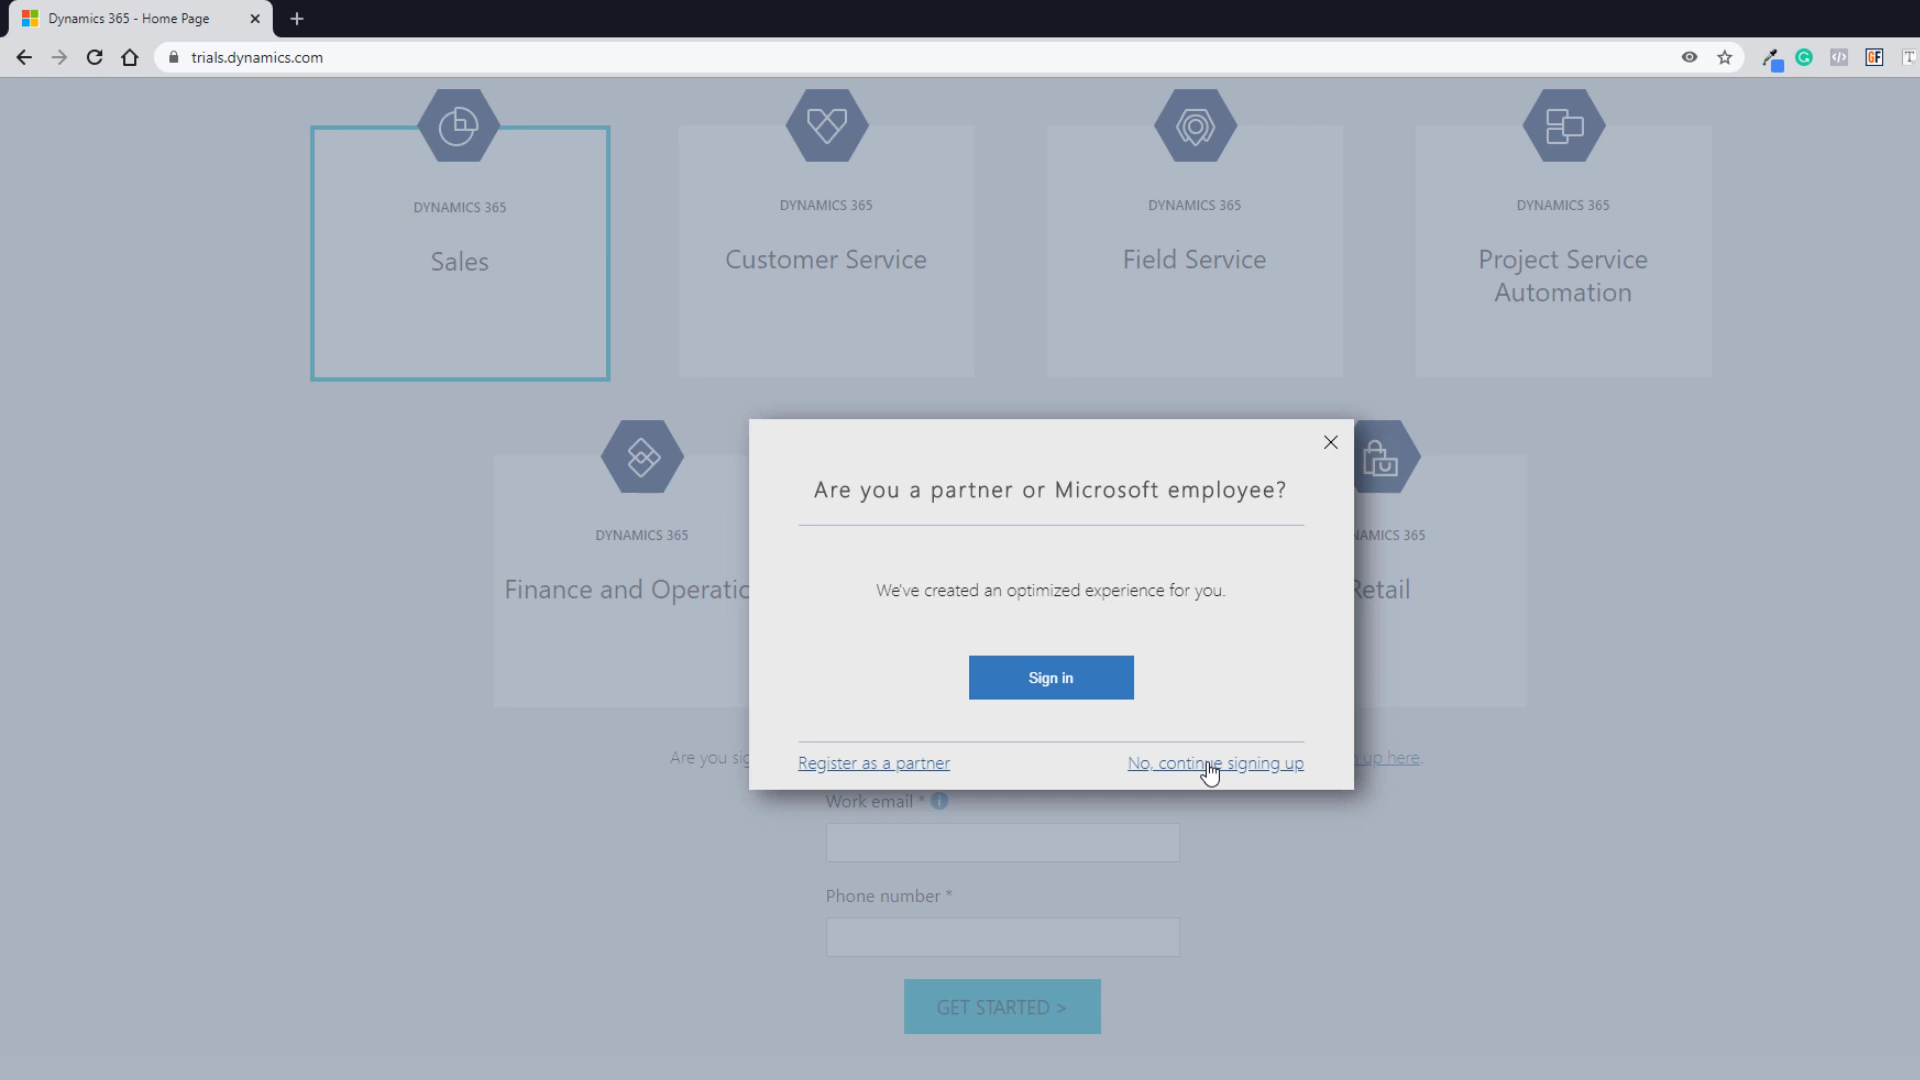 Dynamics 365 - Home Page
trials.dynamics.com
DYNAMICS 365
Sales
DYNAMICS 365
Customer Service
DYNAMICS 365
Field Service
DYNAMICS 365
Project Service
Automation
DYNAMICS 365
Finance and Operatio
AMICS 365
Retail
Are you a partner or Microsoft employee?
We've created an optimized experience for you.
Sign in
Register as a partner
No, continue signing up
Are you sig
up here.
Work email *
Phone number *
GET STARTED >